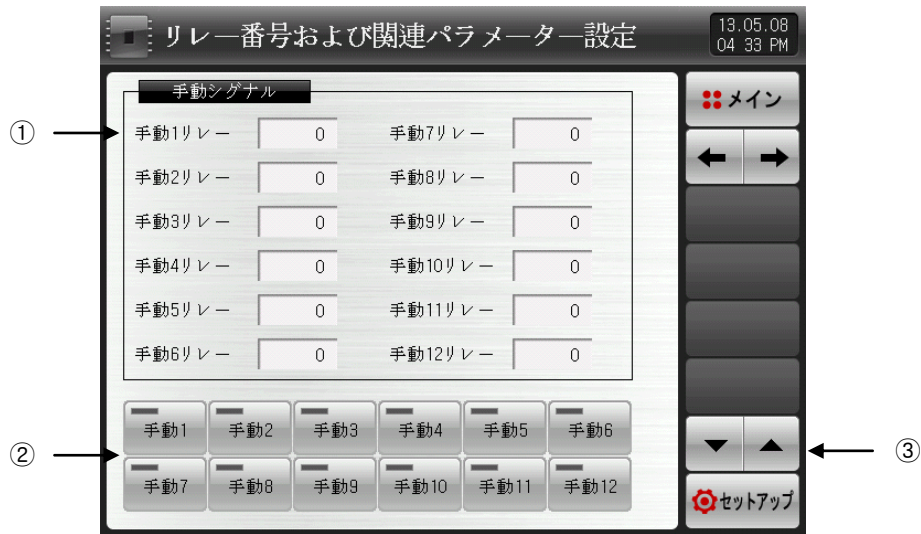 リレー番号および関連パラメーター設定
13.05.08
04 33 PM
手動シグナル
メイン
①
手動1リレー 0 手動7リレー 0
手動2リレー 0 手動8リレー 0
手動3リレー 0 手動9リレー 0
手動4リレー 0 手動10リレー 0
手動5リレー 0 手動11リレー 0
手動6リレー 0 手動12リレー 0
②
手動1 手動2 手動3 手動4 手動5 手動6
手動7 手動8 手動9 手動10 手動11 手動12
③
セットアップ